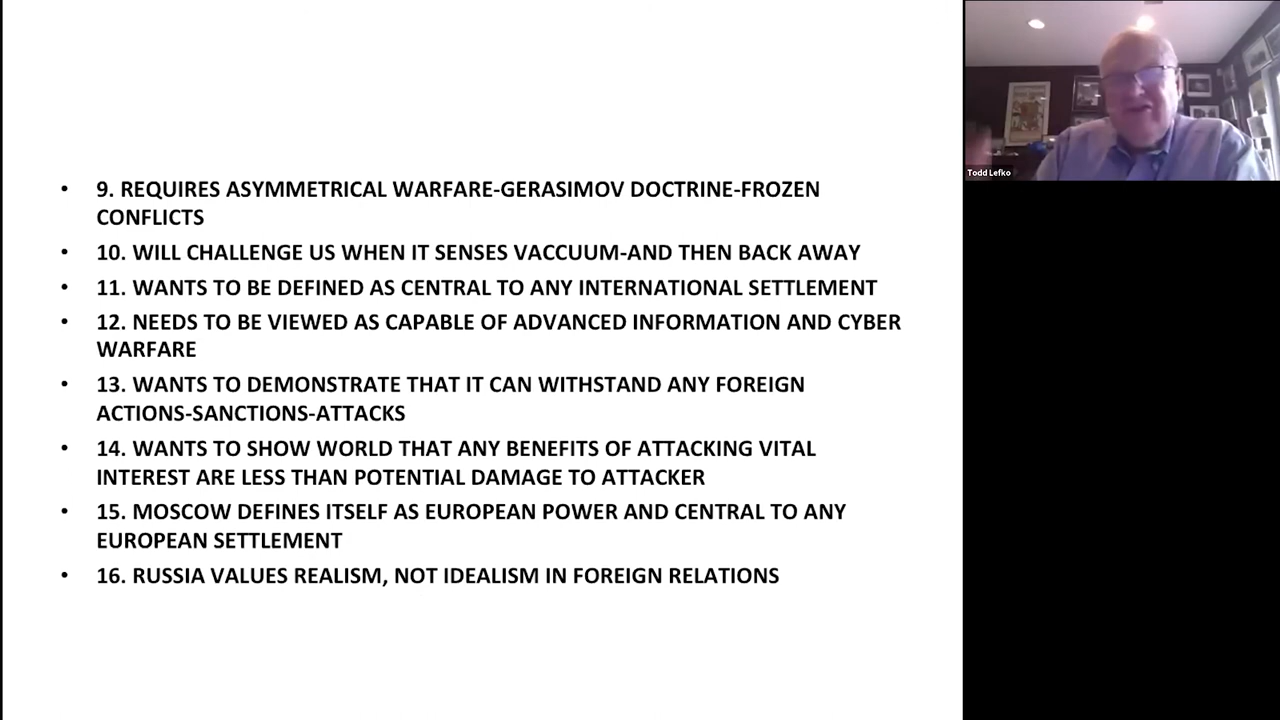 • 9. REQUIRES ASYMMETRICAL WARFARE-GERASIMOV DOCTRINE-FROZEN
CONFLICTS
• 10. WILL CHALLENGE US WHEN IT SENSES VACCUUM-AND THEN BACK AWAY
• 11. WANTS TO BE DEFINED AS CENTRAL TO ANY INTERNATIONAL SETTLEMENT
• 12. NEEDS TO BE VIEWED AS CAPABLE OF ADVANCED INFORMATION AND CYBER
WARFARE
• 13. WANTS TO DEMONSTRATE THAT IT CAN WITHSTAND ANY FOREIGN
ACTIONS-SANCTIONS-ATTACKS
• 14. WANTS TO SHOW WORLD THAT ANY BENEFITS OF ATTACKING VITAL
INTEREST ARE LESS THAN POTENTIAL DAMAGE TO ATTACKER
• 15. MOSCOW DEFINES ITSELF AS EUROPEAN POWER AND CENTRAL TO ANY
EUROPEAN SETTLEMENT
• 16. RUSSIA VALUES REALISM, NOT IDEALISM IN FOREIGN RELATIONS
Todd Lefko